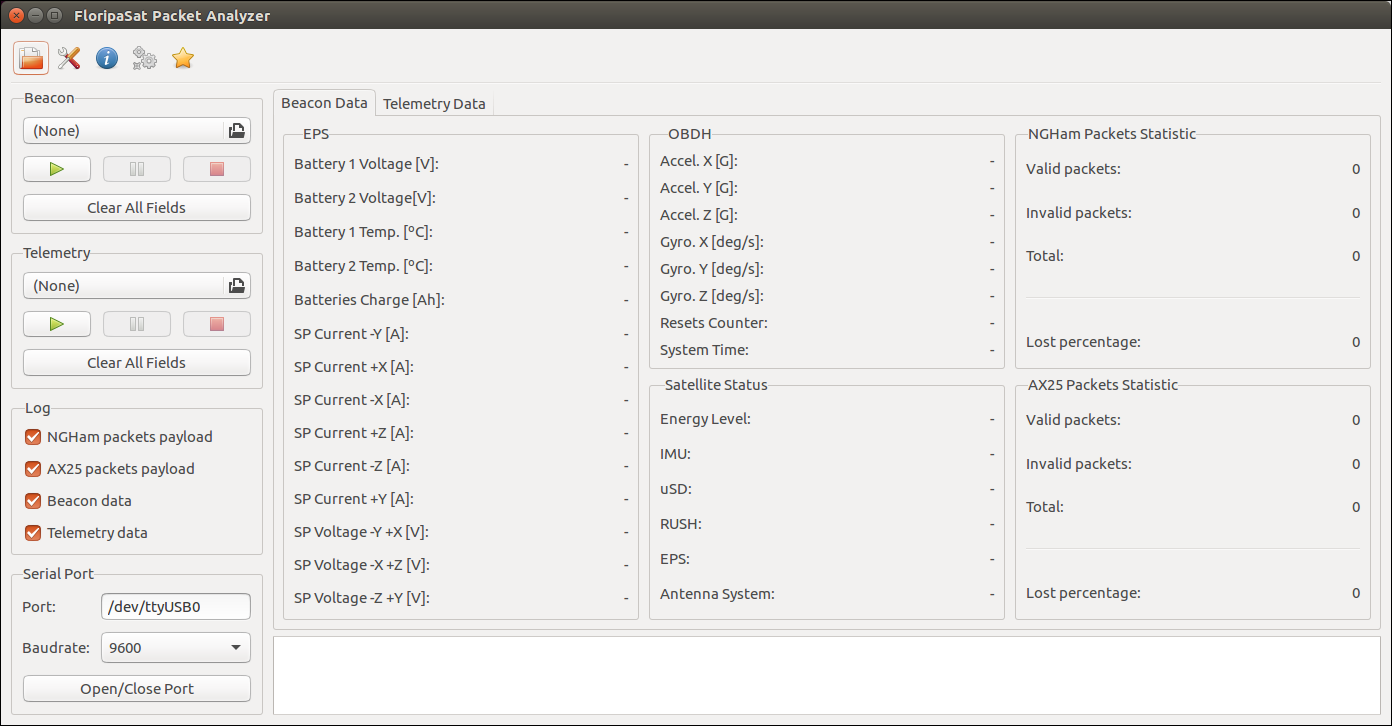 FloripaSat Packet Analyzer
Beacon
(None)
Clear All Fields
Telemetry
(None)
Clear All Fields
Log
NGHam packets payload
AX25 packets payload
Beacon data
Telemetry data
Serial Port
Port: /dev/ttyUSB0
Baudrate: 9600
Open/Close Port
Beacon Data Telemetry Data
EPS
Battery 1 Voltage [V]: -
Battery 2 Voltage[V]: -
Battery 1 Temp. [ºC]: -
Battery 2 Temp. [ºC]: -
Batteries Charge [Ah]: -
SP Current -Y [A]: -
SP Current +X [A]: -
SP Current -X [A]: -
SP Current +Z [A]: -
SP Current -Z [A]: -
SP Current +Y [A]: -
SP Voltage -Y +X [V]: -
SP Voltage -X +Z [V]: -
SP Voltage -Z +Y [V]: -
OBDH
Accel. X [G]: -
Accel. Y [G]: -
Accel. Z [G]: -
Gyro. X [deg/s]: -
Gyro. Y [deg/s]: -
Gyro. Z [deg/s]: -
Resets Counter: -
System Time: -
Satellite Status
Energy Level: -
IMU: -
uSD: -
RUSH: -
EPS: -
Antenna System: -
NGHam Packets Statistic
Valid packets: 0
Invalid packets: 0
Total: 0
Lost percentage: 0
AX25 Packets Statistic
Valid packets: 0
Invalid packets: 0
Total: 0
Lost percentage: 0